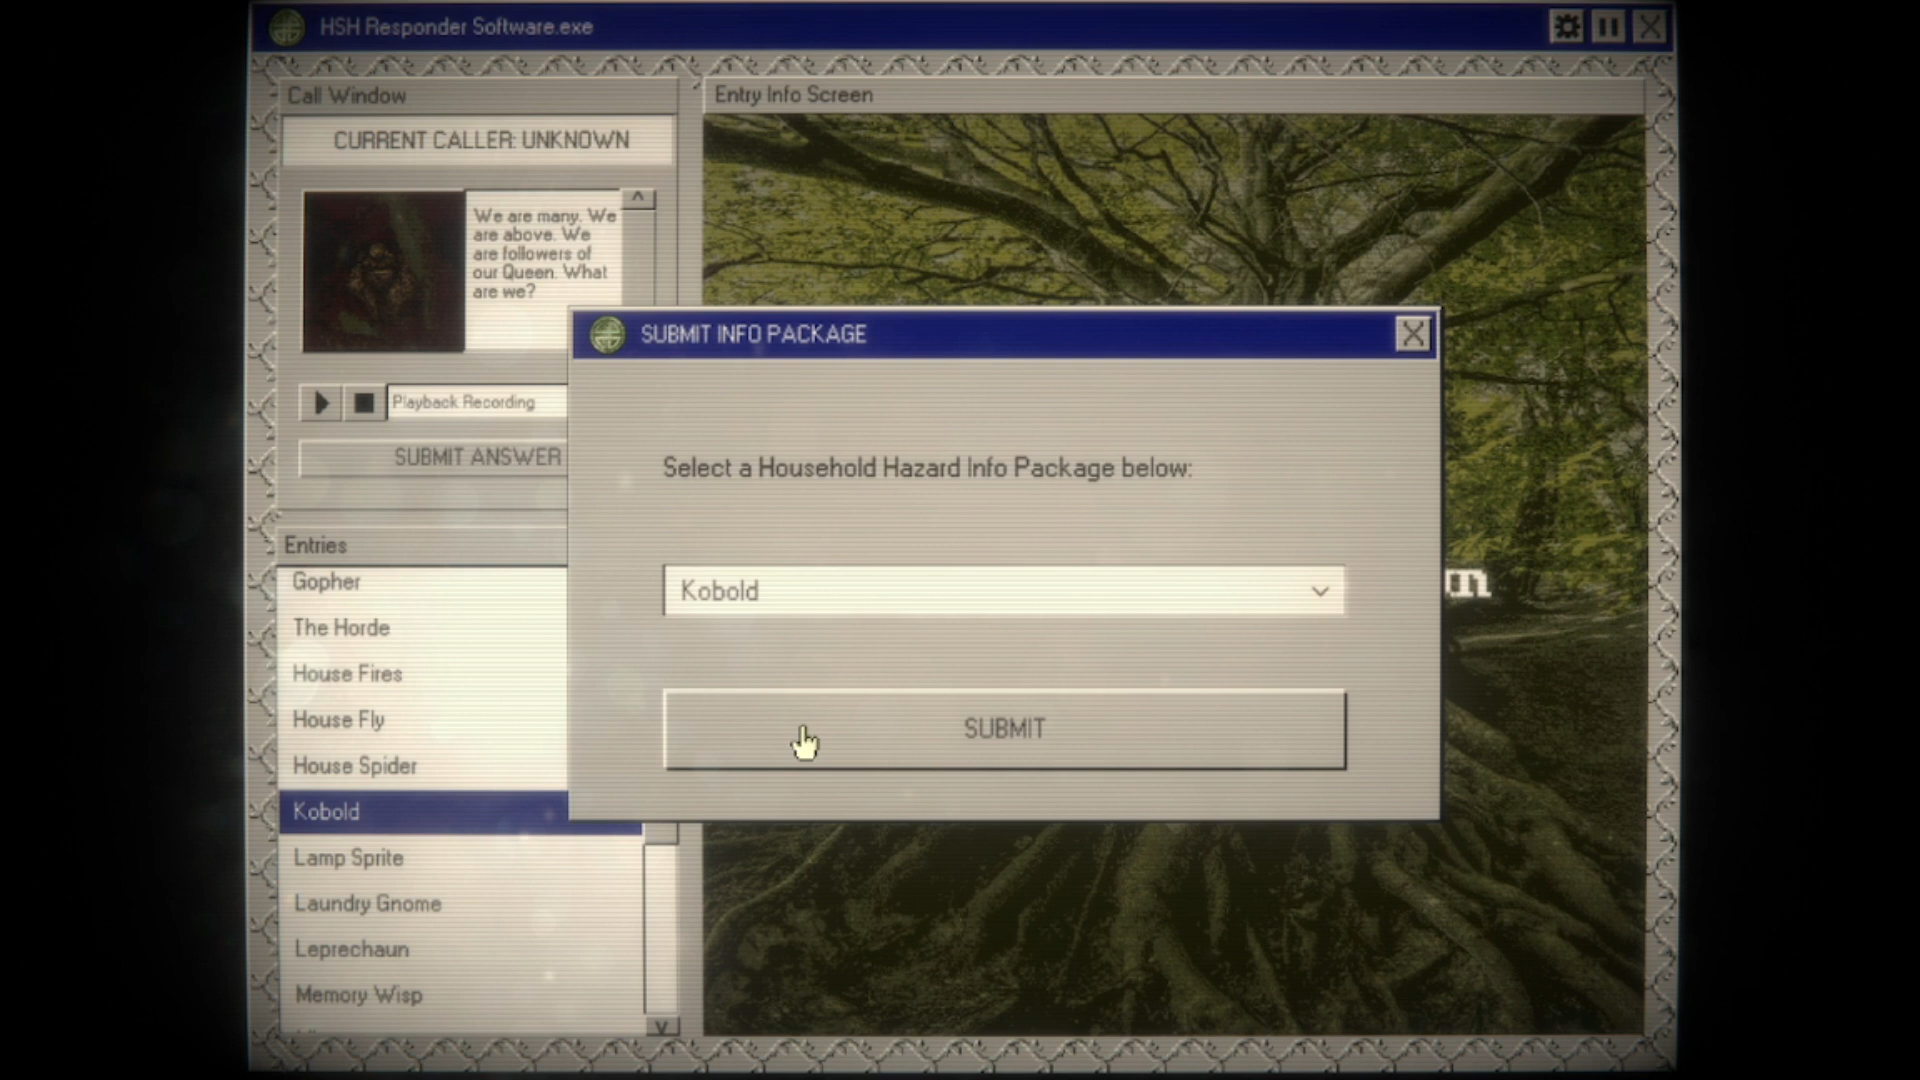 HSH Responder Software.exe
Call Window
CURRENT CALLER: UNKNOWN
We are many. We
are above. We
are followers of
our Queen. What
are we?
Playback Recording
SUBMIT ANSWER
Entries
Gopher
The Horde
House Fires
House Fly
House Spider
Kobold
Lamp Sprite
Laundry Gnome
Leprechaun
Memory Wisp
Entry Info Screen
SUBMIT INFO PACKAGE
Select a Household Hazard Info Package below:
Kobold
SUBMIT